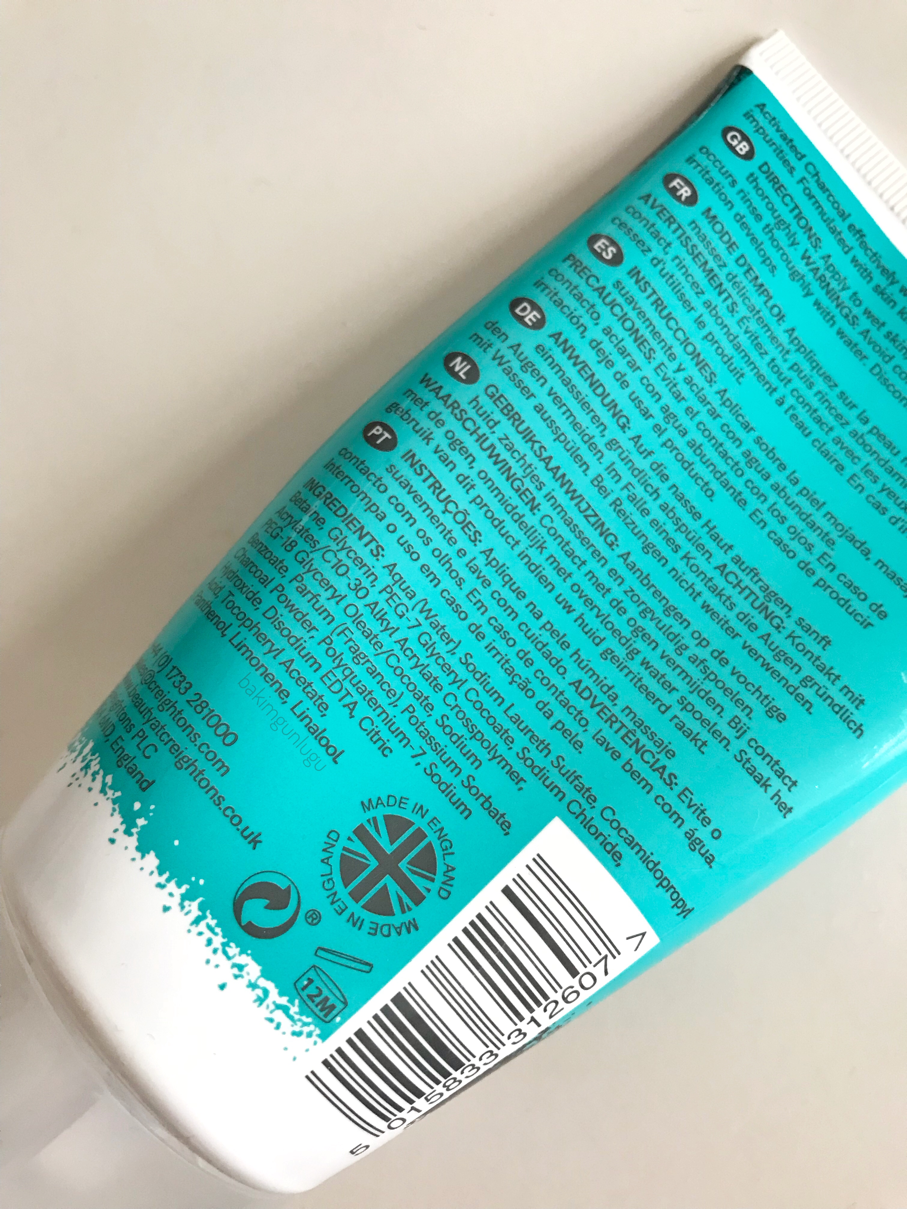 Activated Charcoal effectively
impurities. Formulated with skin
GB DIRECTIONS: Apply to wet
thoroughly. WARNINGS: Avoid
occurs rinse thoroughly with water
irritation develops.
FR MODE D'EMPLOI: Appliquez sur la peau
massez délicatement, puis rincez
AVERTISSEMENTS: Évitez tout contact avec les
contact, rincez abondamment à l'eau claire. En cas
cessez d'utiliser le produit.
ES INSTRUCCIONES: Aplicar sobre la piel mojada,
suavemente y aclarar con agua abundante.
PRECAUCIONES: Evitar el contacto con los ojos. En caso de
contacto, aclarar con agua abundante. En caso de producir
irritación, deje de usar el producto.
DE ANWENDUNG: Auf die nasse Haut auftragen, sanft
einmassieren, gründlich abspülen. ACHTUNG: Kontakt mit
den Augen vermeiden, im Falle eines Kontakts die Augen gründlich
mit Wasser ausspülen. Bei Reizungen nicht weiter verwenden.
NL GEBRUIKSAANWIJZING: Aanbrengen op de vochtige
huid, zachtjes inmasseren en zorgvuldig afspoelen.
WAARSCHUWINGEN: Contact met de ogen vermijden. Bij contact
met de ogen, onmiddelijk met overvloedig water spoelen. Staak het
gebruik van dit product indien uw huid geïrriteerd raakt.
PT INSTRUÇÕES: Aplique na pele húmida, massaje
suavemente e lave com cuidado. ADVERTÊNCIAS: Evite o
contacto com os olhos. Em caso de contacto, lave bem com água.
Interrompa o uso em caso de irritação da pele.
INGREDIENTS: Aqua (Water), Sodium Laureth Sulfate, Cocamidopropyl
Betaine, Glycerin, PEG-7 Glyceryl Cocoate, Sodium Chloride,
Acrylates/C10-30 Alkyl Acrylate Crosspolymer,
PEG-18 Glyceryl Oleate/Cocoate, Sodium
Benzoate, Parfum (Fragrance), Potassium Sorbate,
Charcoal Powder, Polyquaternium-7, Sodium
Hydroxide, Disodium EDTA, Citric
Acid, Tocopheryl Acetate,
Panthenol, Limonene, Linalool.
bakimgunlugu
(0) 1733 281000
@creightons.com
beautyatcreightons.co.uk
PLC
England
MADE IN ENGLAND
MADE IN ENGLAND
MADE
®
12M
5 015833 312607 >